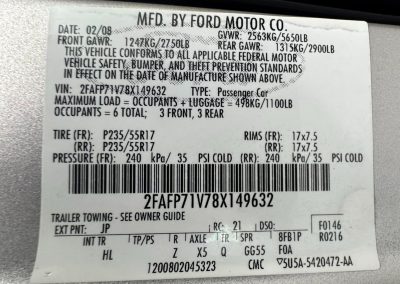 MFD. BY FORD MOTOR CO.
DATE: 02/08 GVWR: 2563KG/5650LB
FRONT GAWR: 1247KG/2750LB REAR GAWR: 1315KG/2900LB
THIS VEHICLE CONFORMS TO ALL APPLICABLE FEDERAL MOTOR
VEHICLE SAFETY, BUMPER, AND THEFT PREVENTION STANDARDS
IN EFFECT ON THE DATE OF MANUFACTURE SHOWN ABOVE.
VIN: 2FAFP71V78X149632 TYPE: Passenger Car
MAXIMUM LOAD = OCCUPANTS + LUGGAGE = 498KG/1100LB
OCCUPANTS = 6 TOTAL; 3 FRONT, 3 REAR
TIRE (FR): P235/55R17 RIMS (FR): 17x7.5
(RR): P235/55R17 (RR): 17x7.5
PRESSURE (FR): 240 kPa/ 35 PSI COLD (RR): 240 kPa/ 35 PSI COLD
2FAFP71V78X149632
TRAILER TOWING - SEE OWNER GUIDE
EXT PNT: JP RC: 21 DSO: F0146
INT TR TP/PS R AXLE TR SPR 8FB1P R0216
HL Z X5 Q GG55 F0A
1200802045323 CMC 5U5A-5420472-AA